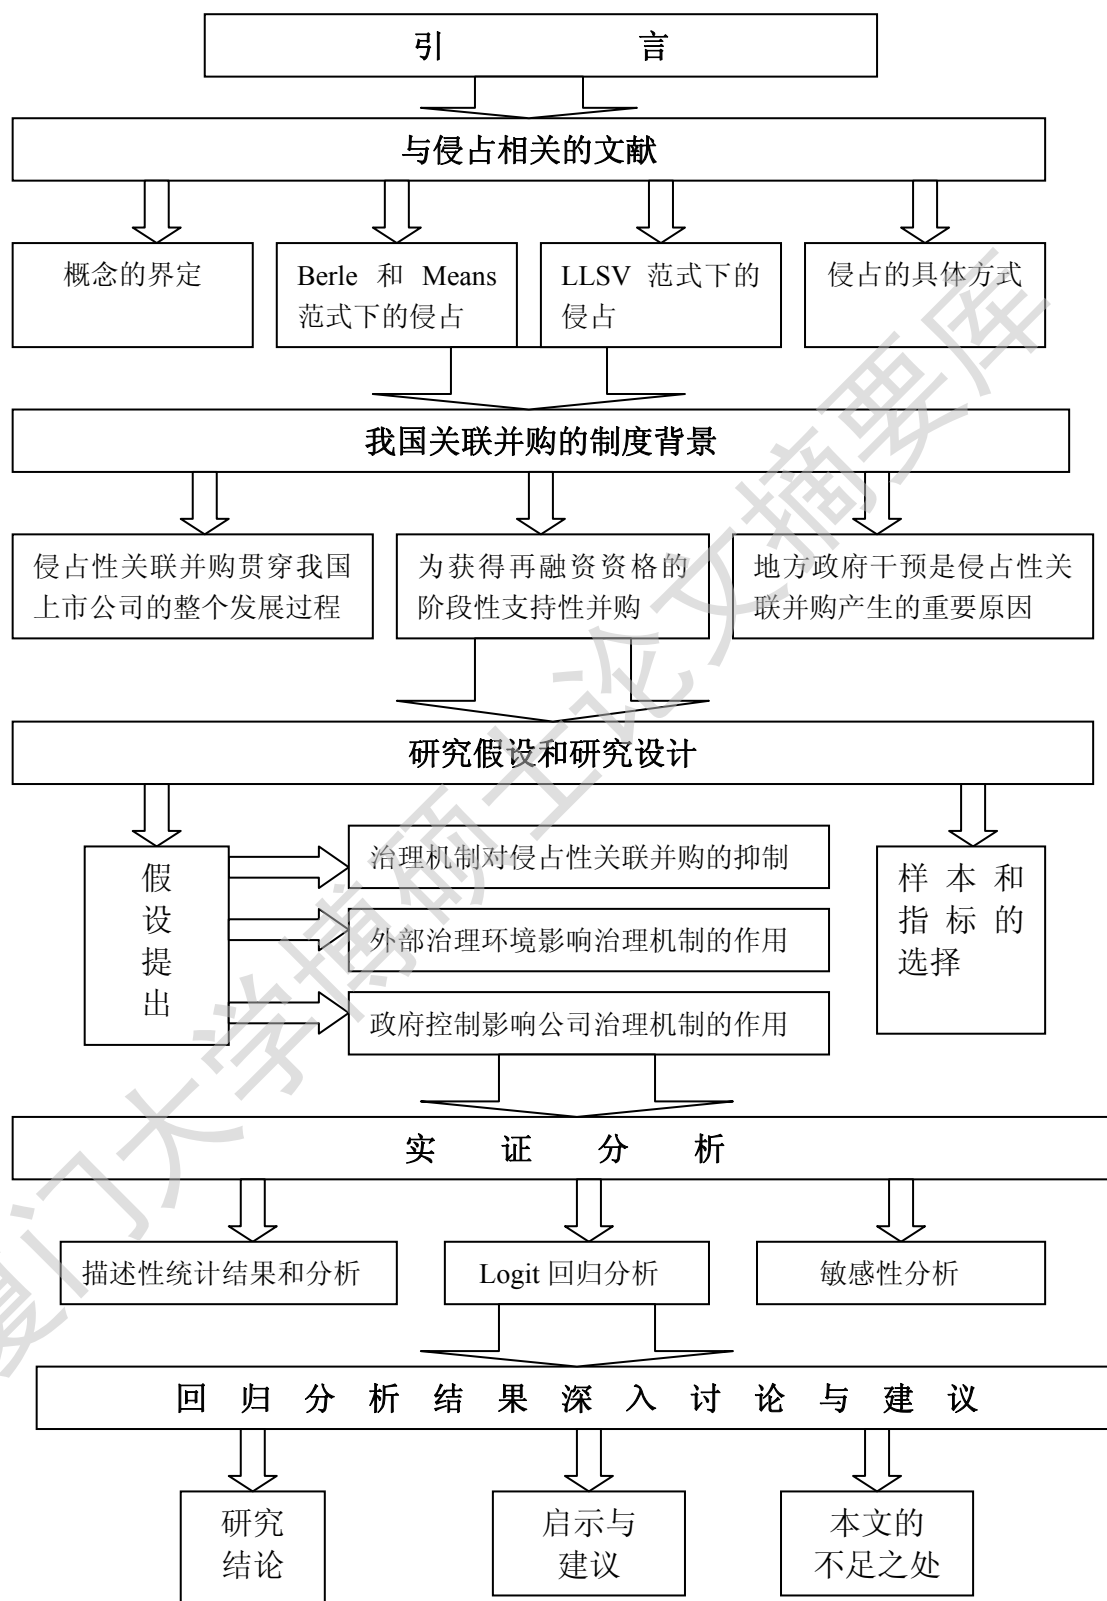 引言
与侵占相关的文献
概念的界定
Berle 和 Means
范式下的侵占
LLSV 范式下的
侵占
侵占的具体方式
我国关联并购的制度背景
侵占性关联并购贯穿我国
上市公司的整个发展过程
为获得再融资资格的
阶段性支持性并购
地方政府干预是侵占性关
联并购产生的重要原因
研究假设和研究设计
假
设
提
出
治理机制对侵占性关联并购的抑制
外部治理环境影响治理机制的作用
政府控制影响公司治理机制的作用
样本和
指标的
选择
实证分析
描述性统计结果和分析
Logit 回归分析
敏感性分析
回归分析结果深入讨论与建议
研究
结论
启示与
建议
本文的
不足之处
厦门大学博硕士论文摘要库